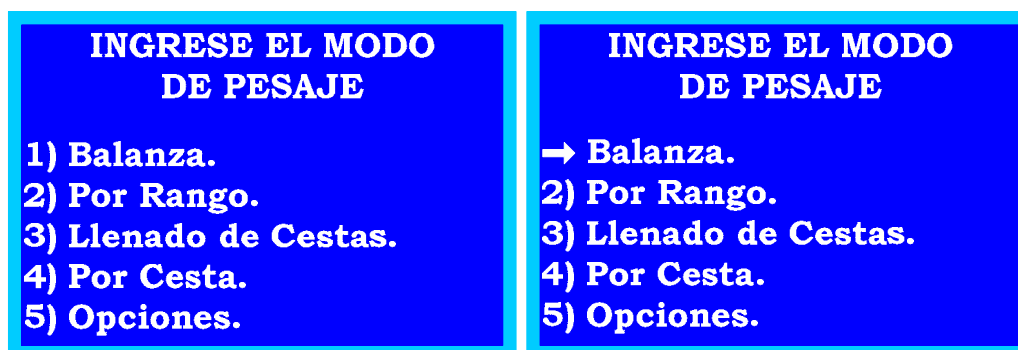 INGRESE EL MODO
DE PESAJE
1) Balanza.
2) Por Rango.
3) Llenado de Cestas.
4) Por Cesta.
5) Opciones.
INGRESE EL MODO
DE PESAJE
➞ Balanza.
2) Por Rango.
3) Llenado de Cestas.
4) Por Cesta.
5) Opciones.